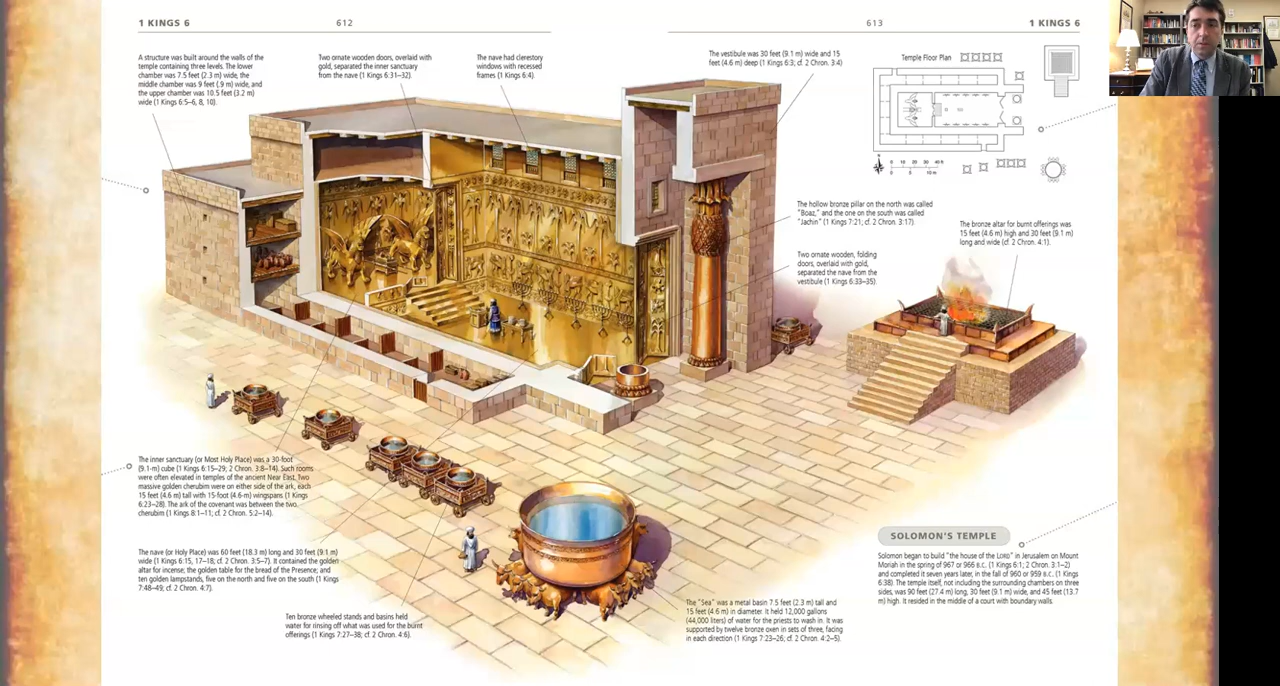 1 KINGS 6
612
613
1 KINGS 6
A structure was built around the walls of the
temple containing three levels. The lower
chamber was 7.5 feet (2.3 m) wide, the
middle chamber was 9 feet (.9 m) wide, and
the upper chamber was 10.5 feet (3.2 m)
wide (1 Kings 6:5–6, 8, 10).
Two ornate wooden doors, overlaid with
gold, separated the inner sanctuary
from the nave (1 Kings 6:31–32).
The nave had clerestory
windows with recessed
frames (1 Kings 6:4).
The vestibule was 30 feet (9.1 m) wide and 15
feet (4.6 m) deep (1 Kings 6:3; cf. 2 Chron. 3:4)
Temple Floor Plan
0 10 20 30 40 ft
0 5 10 m
The hollow bronze pillar on the north was called
"Boaz," and the one on the south was called
"Jachin" (1 Kings 7:21; cf. 2 Chron. 3:17).
The bronze altar for burnt offerings was
15 feet (4.6 m) high and 30 feet (9.1 m)
long and wide (cf. 2 Chron. 4:1).
Two ornate wooden, folding
doors, overlaid with gold,
separated the nave from the
vestibule (1 Kings 6:33–35).
The inner sanctuary (or Most Holy Place) was a 30-foot
(9.1-m) cube (1 Kings 6:15–29; 2 Chron. 3:8–14). Such rooms
were often elevated in temples of the ancient Near East. Two
massive golden cherubim were on either side of the ark, each
15 feet (4.6 m) tall with 15-foot (4.6-m) wingspans (1 Kings
6:23–28). The ark of the covenant was between the two
cherubim (1 Kings 8:1–11; cf. 2 Chron. 5:2–14).
The nave (or Holy Place) was 60 feet (18.3 m) long and 30 feet (9.1 m)
wide (1 Kings 6:15, 17–18; cf. 2 Chron. 3:5–7). It contained the golden
altar for incense; the golden table for the bread of the Presence; and
ten golden lampstands, five on the north and five on the south (1 Kings
7:48–49; cf. 2 Chron. 4:7).
Ten bronze wheeled stands and basins held
water for rinsing off what was used for the burnt
offerings (1 Kings 7:27–38; cf. 2 Chron. 4:6).
The "Sea" was a metal basin 7.5 feet (2.3 m) tall and
15 feet (4.6 m) in diameter. It held 12,000 gallons
(44,000 liters) of water for the priests to wash in. It was
supported by twelve bronze oxen in sets of three, facing
in each direction (1 Kings 7:23–26; cf. 2 Chron. 4:2–5).
SOLOMON'S TEMPLE
Solomon began to build "the house of the LORD" in Jerusalem on Mount
Moriah in the spring of 967 or 966 B.C. (1 Kings 6:1; 2 Chron. 3:1–2)
and completed it seven years later, in the fall of 960 or 959 B.C. (1 Kings
6:38). The temple itself, not including the surrounding chambers on three
sides, was 90 feet (27.4 m) long, 30 feet (9.1 m) wide, and 45 feet (13.7
m) high. It resided in the middle of a court with boundary walls.